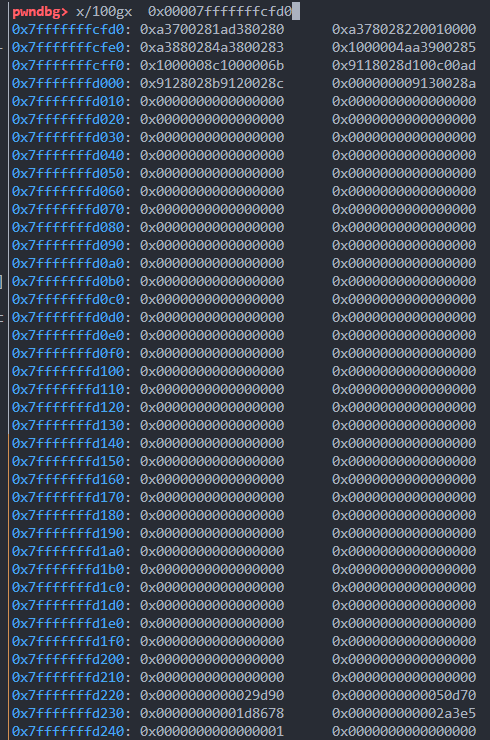 pwndbg> x/100gx 0x00007fffffffcfd0
0x7fffffffcfd0: 0xa3700281ad380280 0xa378028220010000
0x7fffffffcfe0: 0xa3880284a3800283 0x1000004aa3900285
0x7fffffffcff0: 0x1000008c1000006b 0x9118028d100c00ad
0x7fffffffd000: 0x9128028b9120028c 0x000000009130028a
0x7fffffffd010: 0x0000000000000000 0x0000000000000000
0x7fffffffd020: 0x0000000000000000 0x0000000000000000
0x7fffffffd030: 0x0000000000000000 0x0000000000000000
0x7fffffffd040: 0x0000000000000000 0x0000000000000000
0x7fffffffd050: 0x0000000000000000 0x0000000000000000
0x7fffffffd060: 0x0000000000000000 0x0000000000000000
0x7fffffffd070: 0x0000000000000000 0x0000000000000000
0x7fffffffd080: 0x0000000000000000 0x0000000000000000
0x7fffffffd090: 0x0000000000000000 0x0000000000000000
0x7fffffffd0a0: 0x0000000000000000 0x0000000000000000
0x7fffffffd0b0: 0x0000000000000000 0x0000000000000000
0x7fffffffd0c0: 0x0000000000000000 0x0000000000000000
0x7fffffffd0d0: 0x0000000000000000 0x0000000000000000
0x7fffffffd0e0: 0x0000000000000000 0x0000000000000000
0x7fffffffd0f0: 0x0000000000000000 0x0000000000000000
0x7fffffffd100: 0x0000000000000000 0x0000000000000000
0x7fffffffd110: 0x0000000000000000 0x0000000000000000
0x7fffffffd120: 0x0000000000000000 0x0000000000000000
0x7fffffffd130: 0x0000000000000000 0x0000000000000000
0x7fffffffd140: 0x0000000000000000 0x0000000000000000
0x7fffffffd150: 0x0000000000000000 0x0000000000000000
0x7fffffffd160: 0x0000000000000000 0x0000000000000000
0x7fffffffd170: 0x0000000000000000 0x0000000000000000
0x7fffffffd180: 0x0000000000000000 0x0000000000000000
0x7fffffffd190: 0x0000000000000000 0x0000000000000000
0x7fffffffd1a0: 0x0000000000000000 0x0000000000000000
0x7fffffffd1b0: 0x0000000000000000 0x0000000000000000
0x7fffffffd1c0: 0x0000000000000000 0x0000000000000000
0x7fffffffd1d0: 0x0000000000000000 0x0000000000000000
0x7fffffffd1e0: 0x0000000000000000 0x0000000000000000
0x7fffffffd1f0: 0x0000000000000000 0x0000000000000000
0x7fffffffd200: 0x0000000000000000 0x0000000000000000
0x7fffffffd210: 0x0000000000000000 0x0000000000000000
0x7fffffffd220: 0x0000000000029d90 0x0000000000050d70
0x7fffffffd230: 0x00000000001d8678 0x000000000002a3e5
0x7fffffffd240: 0x0000000000000001 0x0000000000000000